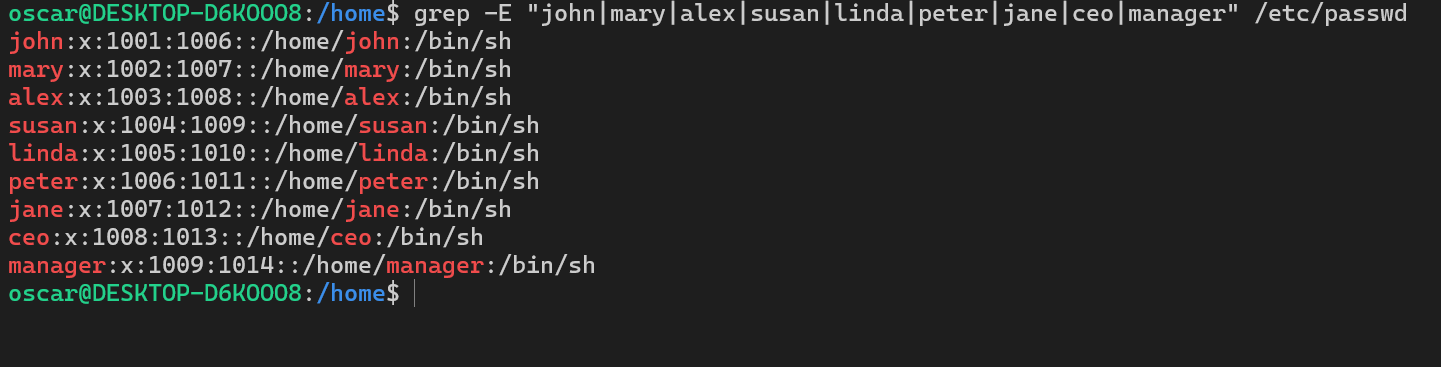 oscar@DESKTOP-D6KOOO8:/home$ grep -E "john|mary|alex|susan|linda|peter|jane|ceo|manager" /etc/passwd
john:x:1001:1006::/home/john:/bin/sh
mary:x:1002:1007::/home/mary:/bin/sh
alex:x:1003:1008::/home/alex:/bin/sh
susan:x:1004:1009::/home/susan:/bin/sh
linda:x:1005:1010::/home/linda:/bin/sh
peter:x:1006:1011::/home/peter:/bin/sh
jane:x:1007:1012::/home/jane:/bin/sh
ceo:x:1008:1013::/home/ceo:/bin/sh
manager:x:1009:1014::/home/manager:/bin/sh
oscar@DESKTOP-D6KOOO8:/home$